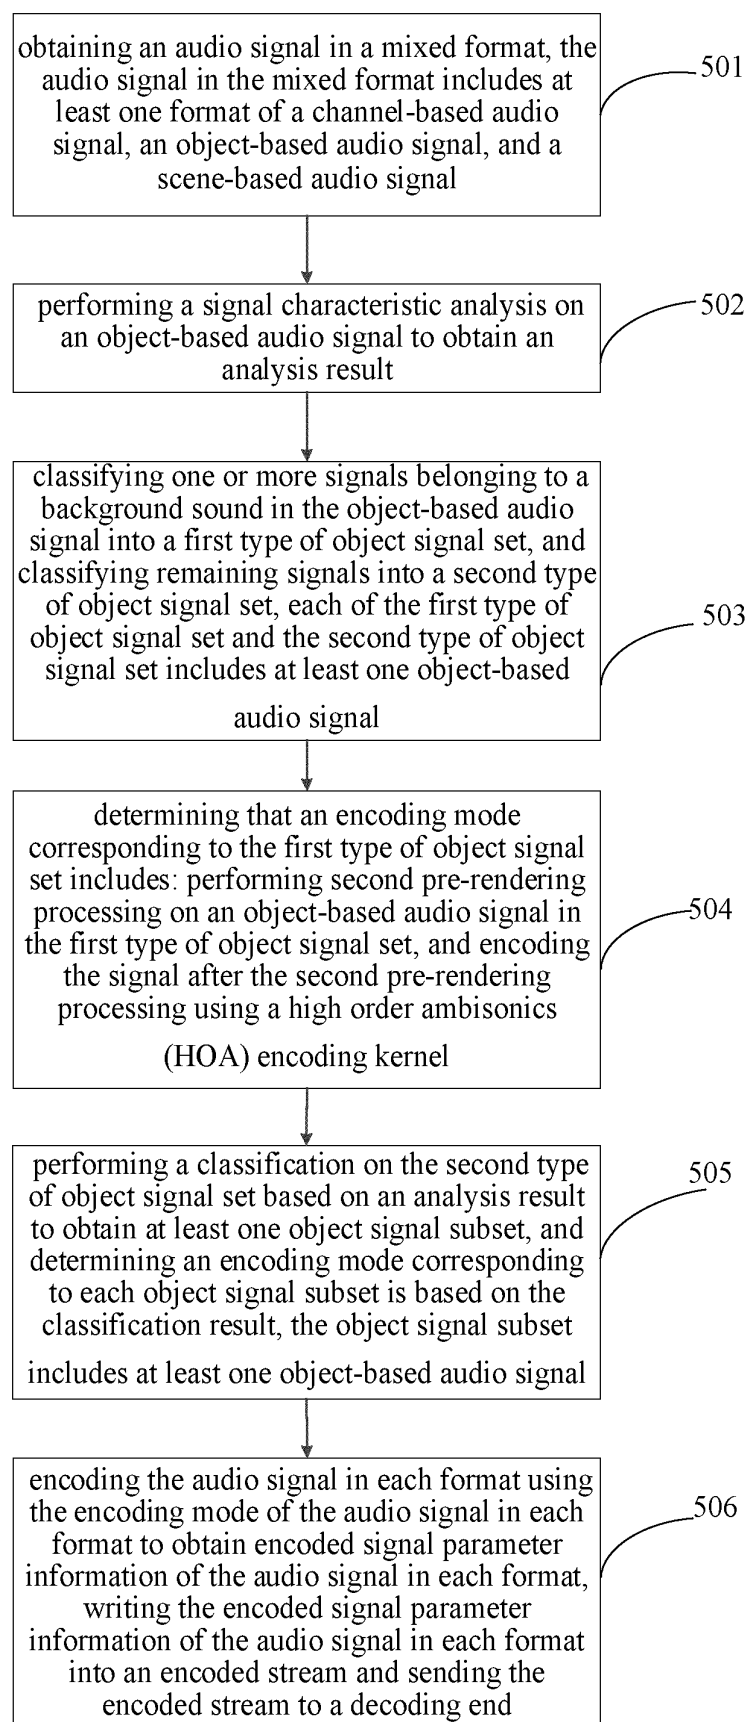 obtaining an audio signal in a mixed format, the
audio signal in the mixed format includes at
least one format of a channel-based audio
signal, an object-based audio signal, and a
scene-based audio signal
501
performing a signal characteristic analysis on
an object-based audio signal to obtain an
analysis result
502
classifying one or more signals belonging to a
background sound in the object-based audio
signal into a first type of object signal set, and
classifying remaining signals into a second type
of object signal set, each of the first type of
object signal set and the second type of object
signal set includes at least one object-based
audio signal
503
determining that an encoding mode
corresponding to the first type of object signal
set includes: performing second pre-rendering
processing on an object-based audio signal in
the first type of object signal set, and encoding
the signal after the second pre-rendering
processing using a high order ambisonics
(HOA) encoding kernel
504
performing a classification on the second type
of object signal set based on an analysis result
to obtain at least one object signal subset, and
determining an encoding mode corresponding
to each object signal subset is based on the
classification result, the object signal subset
includes at least one object-based audio signal
505
encoding the audio signal in each format using
the encoding mode of the audio signal in each
format to obtain encoded signal parameter
information of the audio signal in each format,
writing the encoded signal parameter
information of the audio signal in each format
into an encoded stream and sending the
encoded stream to a decoding end
506